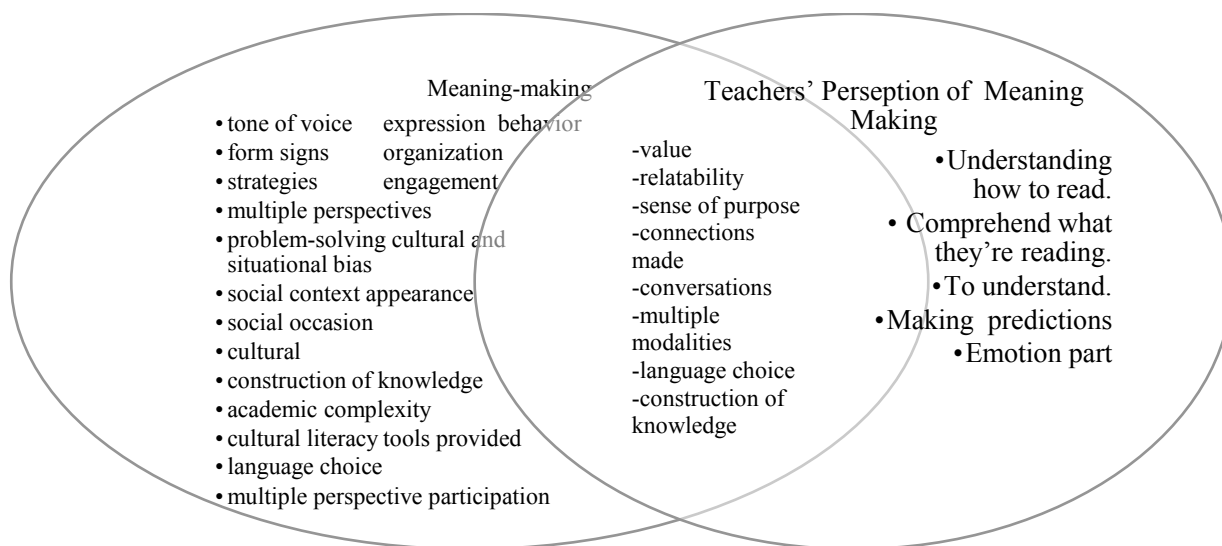 Meaning-making
• tone of voice expression behavior
• form signs organization
• strategies engagement
• multiple perspectives
• problem-solving cultural and
situational bias
• social context appearance
• social occasion
• cultural
• construction of knowledge
• academic complexity
• cultural literacy tools provided
• language choice
• multiple perspective participation
-value
-relatability
-sense of purpose
-connections
made
-conversations
-multiple
modalities
-language choice
-construction of
knowledge
Teachers' Perseption of Meaning
Making
•Understanding
how to read.
• Comprehend what
they're reading.
•To understand.
•Making predictions
•Emotion part